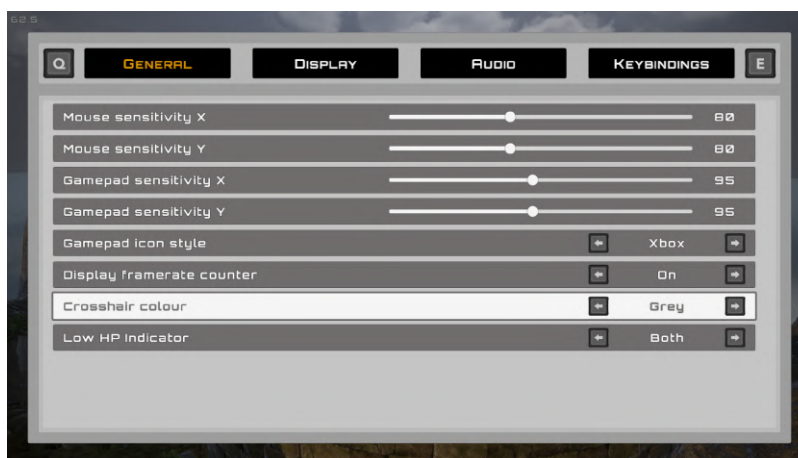 62.5
Q GENERAL DISPLAY AUDIO KEYBINDINGS E
Mouse sensitivity X 80
Mouse sensitivity Y 80
Gamepad sensitivity X 95
Gamepad sensitivity Y 95
Gamepad icon style Xbox
Display framerate counter On
Crosshair colour Grey
Low HP Indicator Both